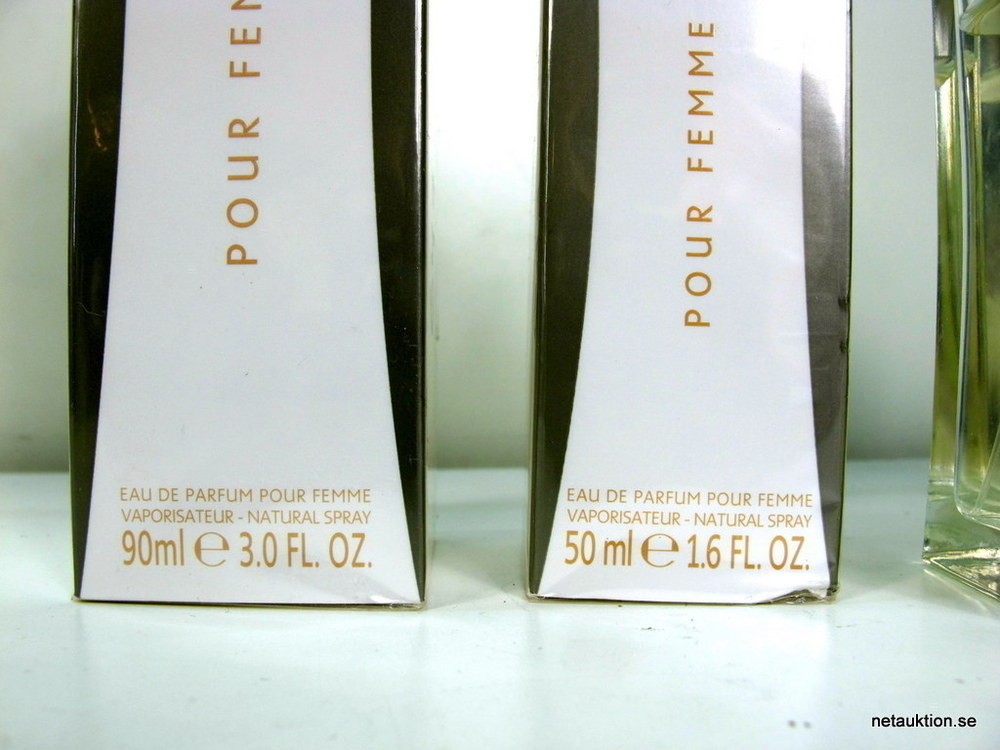 POUR FEM
EAU DE PARFUM POUR FEMME
VAPORISATEUR - NATURAL SPRAY
90ml e 3.0 FL. OZ.
POUR FEMME
EAU DE PARFUM POUR FEMME
VAPORISATEUR - NATURAL SPRAY
50 ml e 1.6 FL. OZ.
netauktion.se